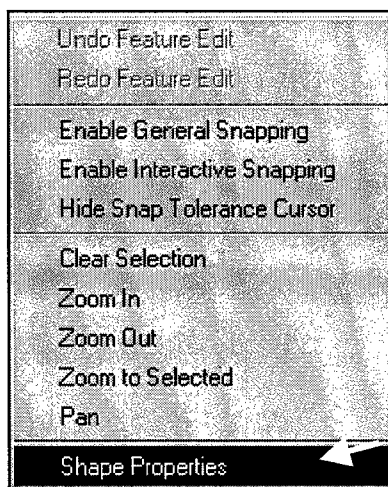 Undo Feature Edit
Redo Feature Edit
Enable General Snapping
Enable Interactive Snapping
Hide Snap Tolerance Cursor
Clear Selection
Zoom In
Zoom Out
Zoom to Selected
Pan
Shape Properties